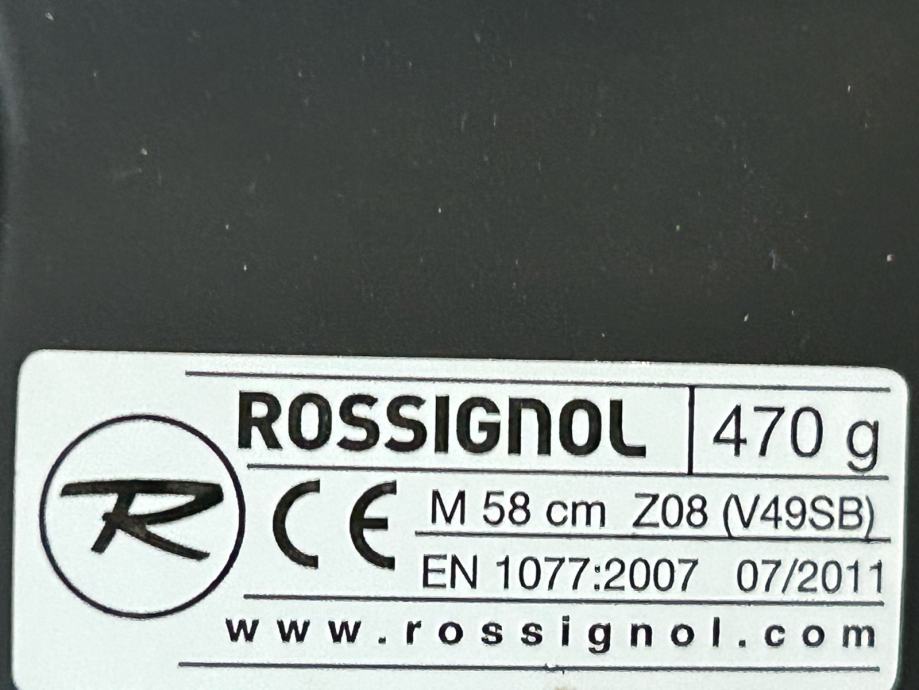 ROSSIGNOL 470 g
R CE M 58 cm Z08 (V49SB)
EN 1077:2007 07/2011
www.rossignol.com